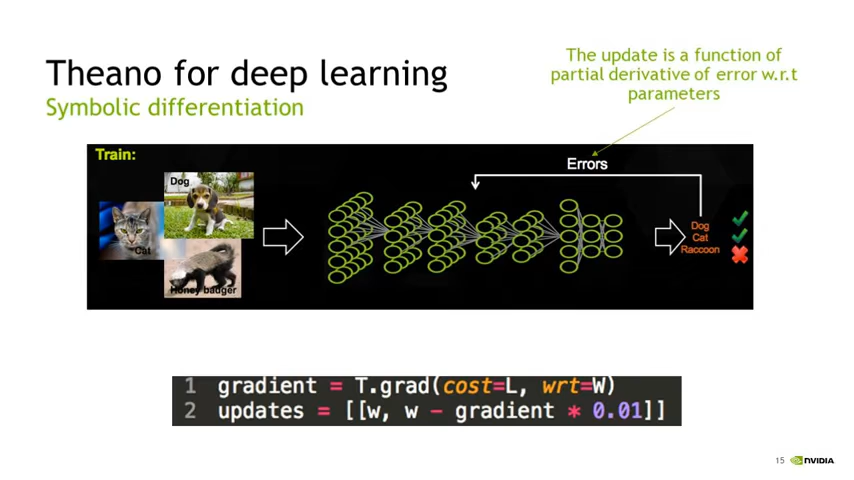 Theano for deep learning
Symbolic differentiation
The update is a function of
partial derivative of error w.r.t
parameters
Train:
Dog
Cat
Honey badger
Errors
Dog
Cat
Raccoon
1 gradient = T.grad(cost=L, wrt=W)
2 updates = [[w, w - gradient * 0.01]]
15 NVIDIA